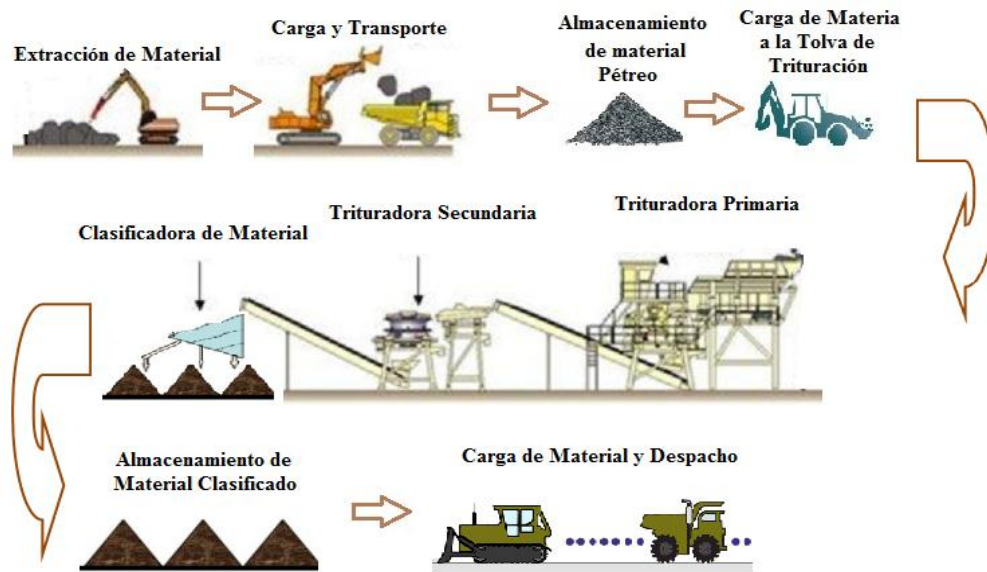 Extracción de Material
Carga y Transporte
Almacenamiento
de material
Pétreo
Carga de Materia
a la Tolva de
Trituración
Clasificadora de Material
Trituradora Secundaria
Trituradora Primaria
Almacenamiento de
Material Clasificado
Carga de Material y Despacho